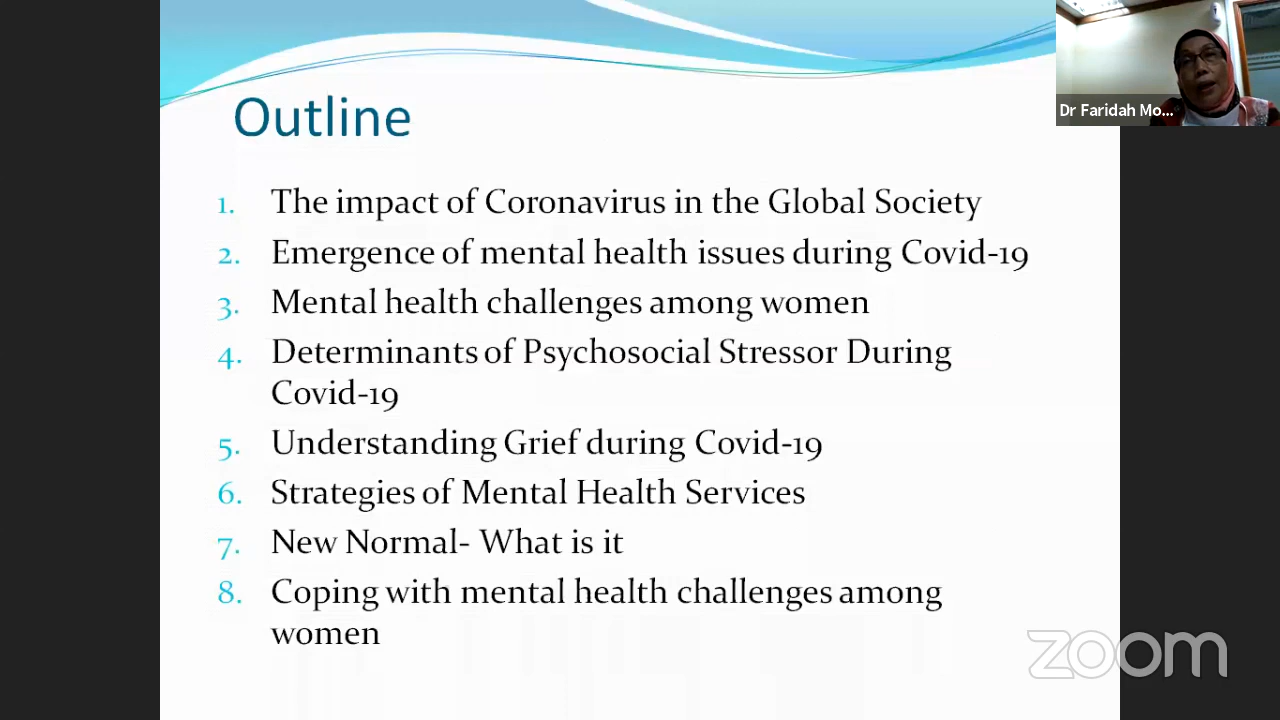 Outline
Dr Faridah Mo...
1. The impact of Coronavirus in the Global Society
2. Emergence of mental health issues during Covid-19
3. Mental health challenges among women
4. Determinants of Psychosocial Stressor During
Covid-19
5. Understanding Grief during Covid-19
6. Strategies of Mental Health Services
7. New Normal- What is it
8. Coping with mental health challenges among
women
zoom